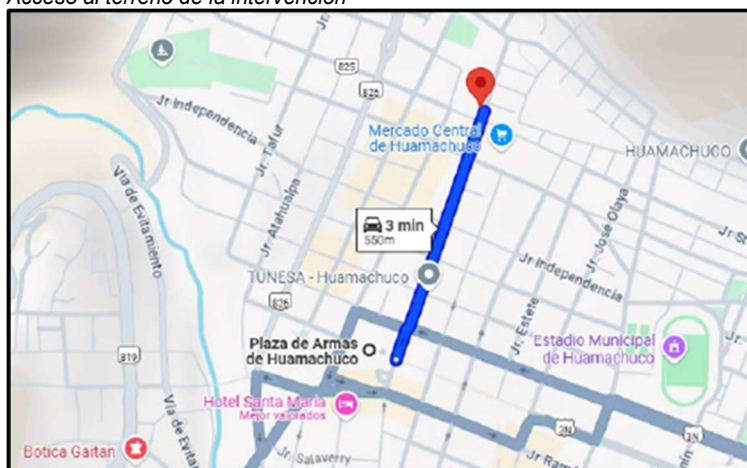 Acceso al terreno de la intervención
825
826
Jr Independencia
Jr. Tafur
Mercado Central
de Huamachuco
HUAMACHUCO
Vía de Evitamiento
Jr. Atahualpa
3 min
550m
Jr. José Olaya
TUNESA - Huamachuco
Jr Independencia
826
Jr. Estete
Plaza de Armas
de Huamachuco
Estadio Municipal
de Huamachuco
819
Hotel Santa María
Mejor valorados
3N
3N
Botica Gaitan
Jr. Salaverry